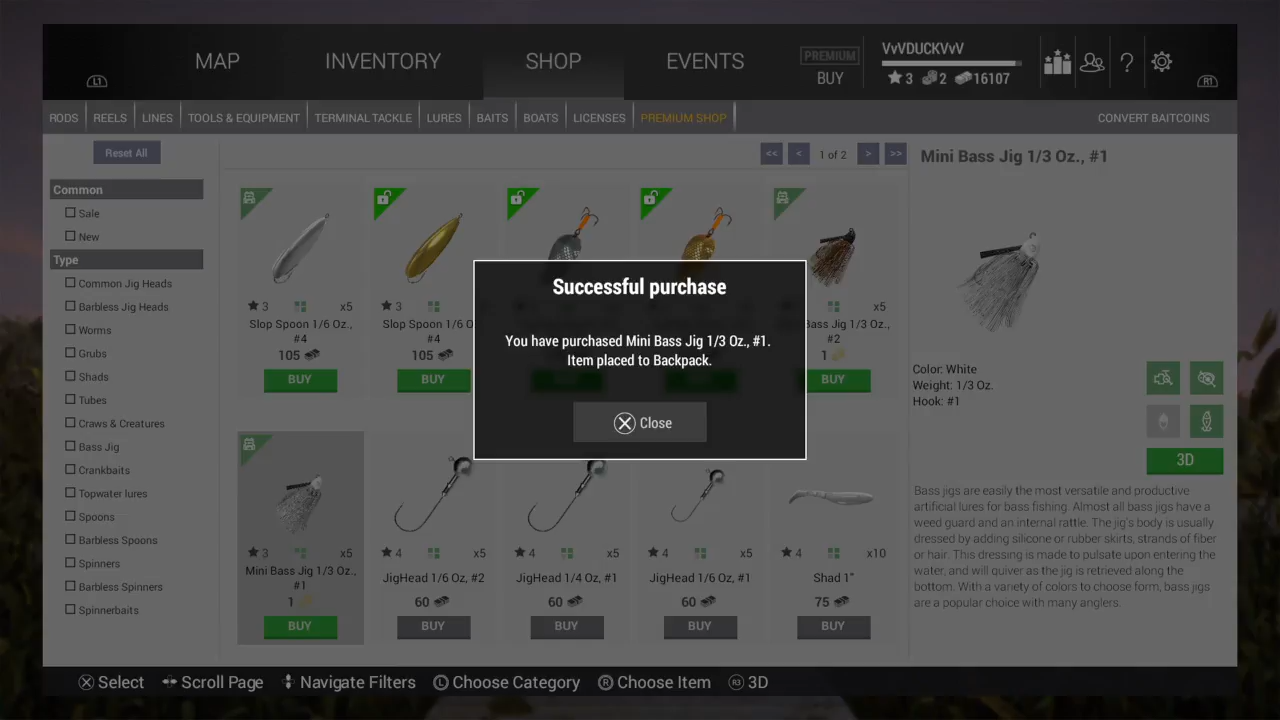 L1
MAP
INVENTORY
SHOP
EVENTS
PREMIUM
BUY
VvVDUCKVvV
3 2 16107
?
R1
RODS
REELS
LINES
TOOLS & EQUIPMENT
TERMINAL TACKLE
LURES
BAITS
BOATS
LICENSES
PREMIUM SHOP
CONVERT BAITCOINS
Reset All
<< < 1 of 2 > >>
Common
Sale
New
Type
Common Jig Heads
Barbless Jig Heads
Worms
Grubs
Shads
Tubes
Craws & Creatures
Bass Jig
Crankbaits
Topwater lures
Spoons
Barbless Spoons
Spinners
Barbless Spinners
Spinnerbaits
3 x5
Slop Spoon 1/6 Oz.,
#4
105
BUY
3
Slop Spoon 1/6 O
#4
105
BUY
x5
Bass Jig 1/3 Oz.,
#2
1
BUY
Successful purchase
You have purchased Mini Bass Jig 1/3 Oz., #1.
Item placed to Backpack.
Close
3 x5
Mini Bass Jig 1/3 Oz.,
#1
1
BUY
4 x5
JigHead 1/6 Oz, #2
60
BUY
4 x5
JigHead 1/4 Oz, #1
60
BUY
4 x5
JigHead 1/6 Oz, #1
60
BUY
4 x10
Shad 1"
75
BUY
Mini Bass Jig 1/3 Oz., #1
Color: White
Weight: 1/3 Oz.
Hook: #1
3D
Bass jigs are easily the most versatile and productive
artificial lures for bass fishing. Almost all bass jigs have a
weed guard and an internal rattle. The jig's body is usually
dressed by adding silicone or rubber skirts, strands of fiber
or hair. This dressing is made to pulsate upon entering the
water, and will quiver as the jig is retrieved along the
bottom. With a variety of colors to choose form, bass jigs
are a popular choice with many anglers.
Select
Scroll Page
Navigate Filters
L Choose Category
R Choose Item
R3 3D